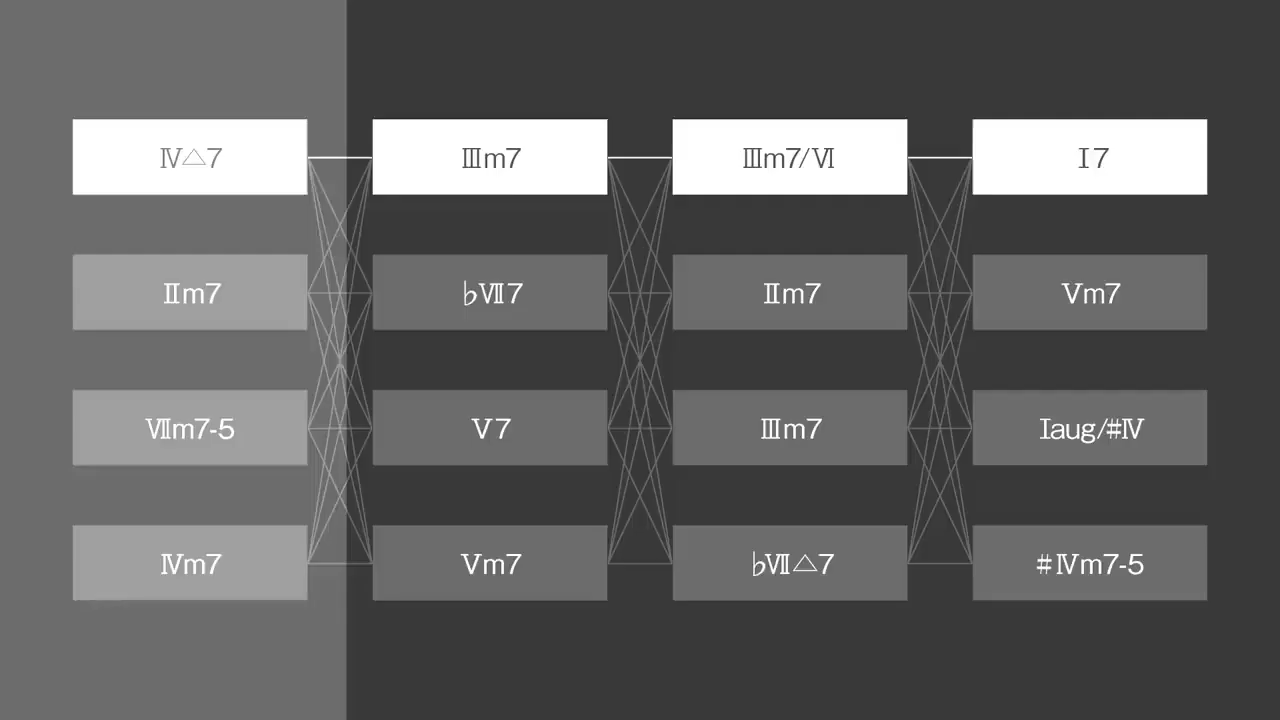 Ⅳ△7 Ⅲm7 Ⅲm7/Ⅵ Ⅰ7
Ⅱm7 ♭Ⅶ7 Ⅱm7 Ⅴm7
Ⅶm7-5 Ⅴ7 Ⅲm7 Ⅰaug/#Ⅳ
Ⅳm7 Ⅴm7 ♭Ⅶ△7 #Ⅳm7-5